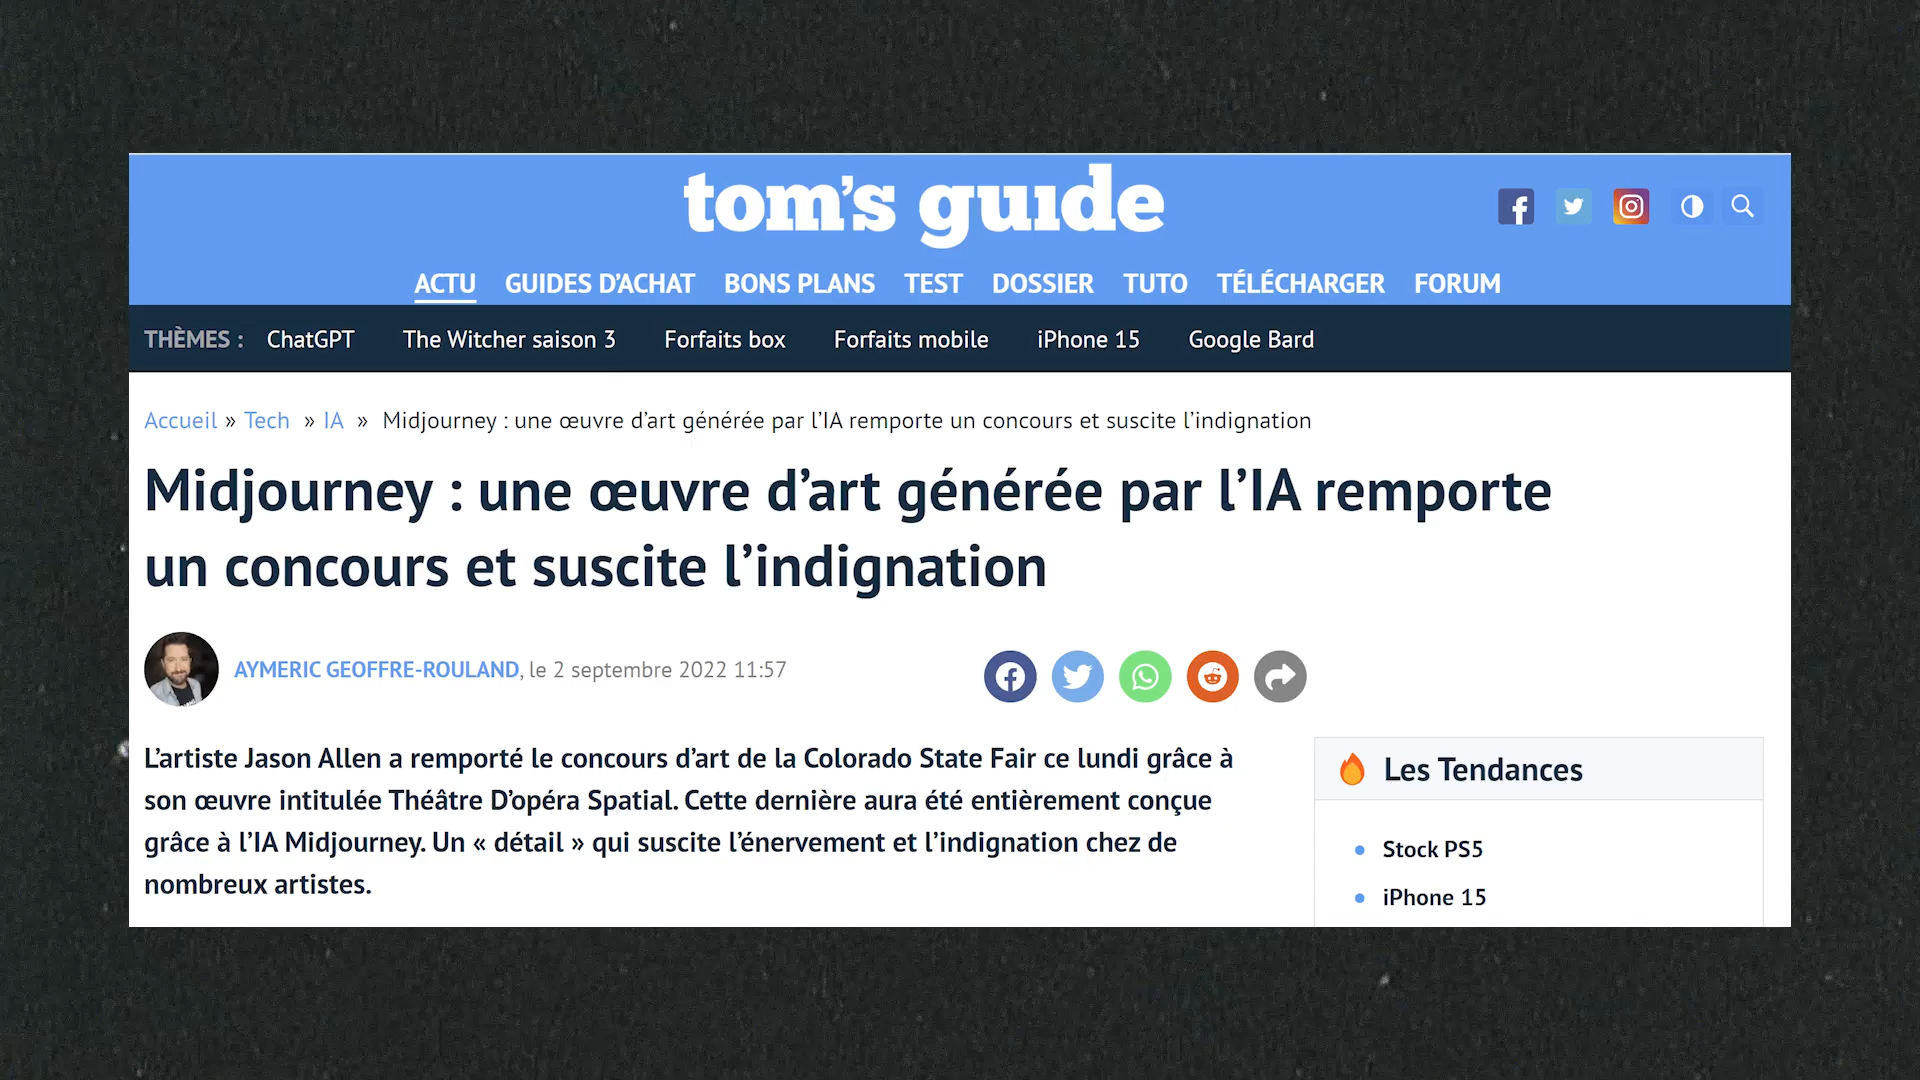 tom's guide
ACTU GUIDES D'ACHAT BONS PLANS TEST DOSSIER TUTO TÉLÉCHARGER FORUM
THÈMES : ChatGPT The Witcher saison 3 Forfaits box Forfaits mobile iPhone 15 Google Bard
Accueil » Tech » IA » Midjourney : une œuvre d’art générée par l’IA remporte un concours et suscite l’indignation
Midjourney : une œuvre d’art générée par l’IA remporte
un concours et suscite l’indignation
AYMERIC GEOFFRE-ROULAND, le 2 septembre 2022 11:57
L’artiste Jason Allen a remporté le concours d’art de la Colorado State Fair ce lundi grâce à
son œuvre intitulée Théâtre D’opéra Spatial. Cette dernière aura été entièrement conçue
grâce à l’IA Midjourney. Un « détail » qui suscite l’énervement et l’indignation chez de
nombreux artistes.
Les Tendances
Stock PS5
iPhone 15